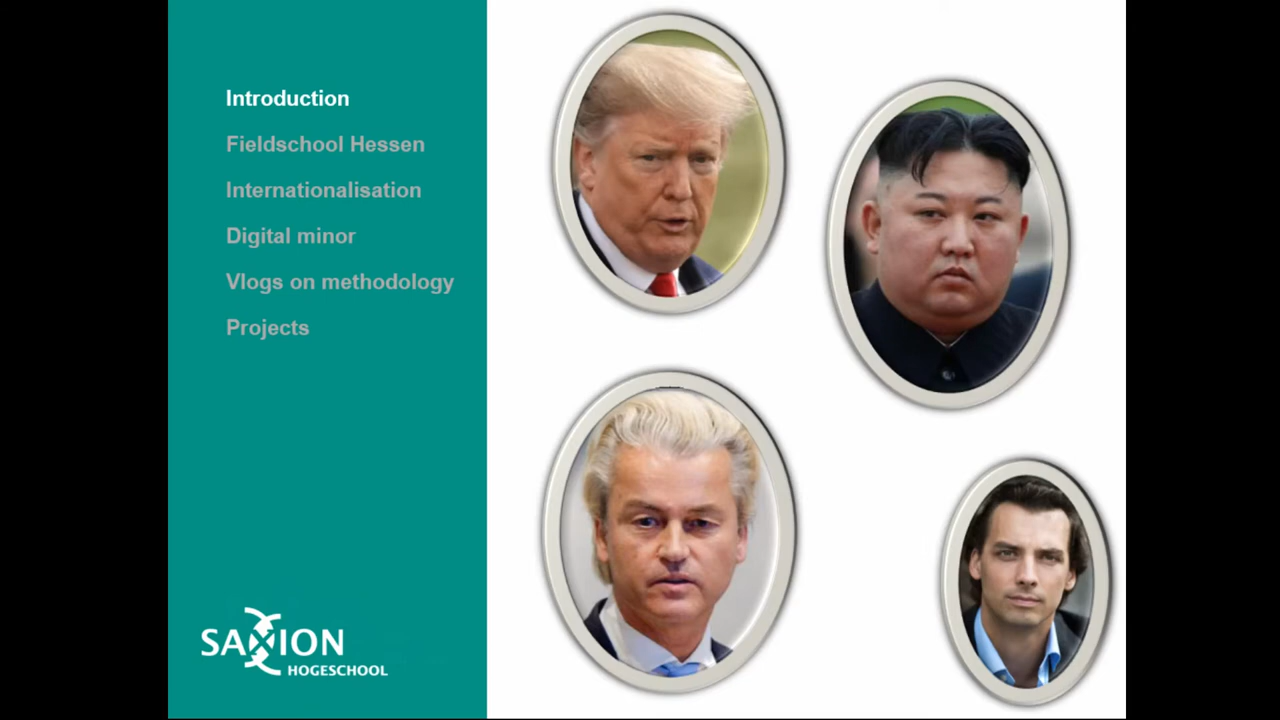 Introduction
Fieldschool Hessen
Internationalisation
Digital minor
Vlogs on methodology
Projects
SAXION
HOGESCHOOL